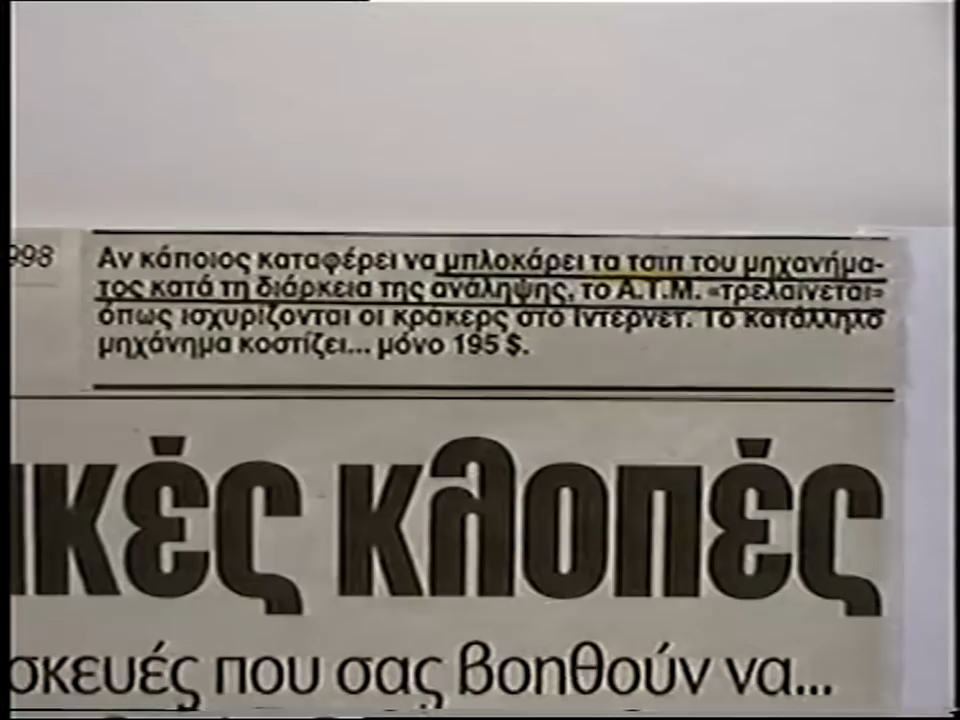 998
Αν κάποιος καταφέρει να μπλοκάρει τα τσιπ του μηχανήμα-
τος κατά τη διάρκεια της ανάληψης, το Α.Τ.Μ. «τρελαίνεται»
όπως ισχυρίζονται οι κράκερς στο Ίντερνετ. Το κατάλληλο
μηχάνημα κοστίζει... μόνο 195 $.
ικές κλοπές
σκευές που σας βοηθούν να...